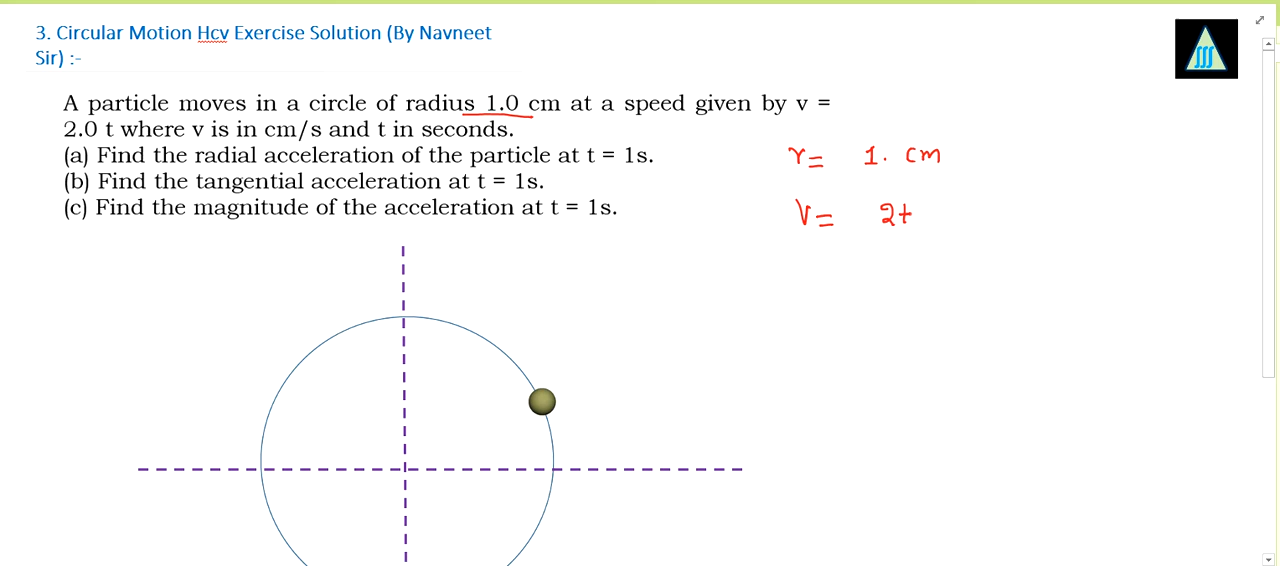 3. Circular Motion Hcv Exercise Solution (By Navneet
Sir) :-
A particle moves in a circle of radius 1.0 cm at a speed given by v =
2.0 t where v is in cm/s and t in seconds.
(a) Find the radial acceleration of the particle at t = 1s.
(b) Find the tangential acceleration at t = 1s.
(c) Find the magnitude of the acceleration at t = 1s.
r = 1. cm
V = 2t